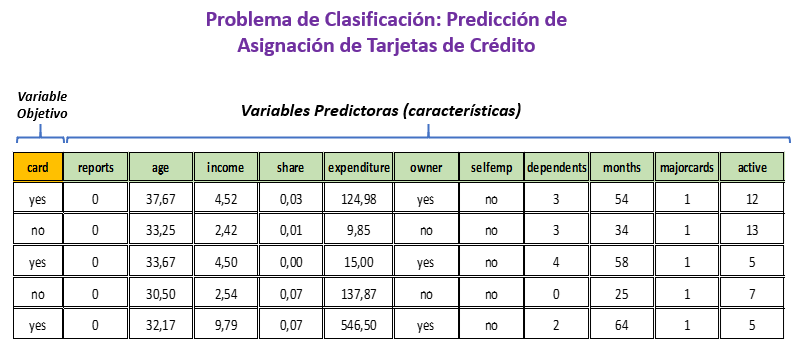 Problema de Clasificación: Predicción de
Asignación de Tarjetas de Crédito
Variable
Objetivo
Variables Predictoras (características)
card reports age income share expenditure owner selfemp dependents months majorcards active
yes 0 37,67 4,52 0,03 124,98 yes no 3 54 1 12
no 0 33,25 2,42 0,01 9,85 no no 3 34 1 13
yes 0 33,67 4,50 0,00 15,00 yes no 4 58 1 5
no 0 30,50 2,54 0,07 137,87 no no 0 25 1 7
yes 0 32,17 9,79 0,07 546,50 yes no 2 64 1 5